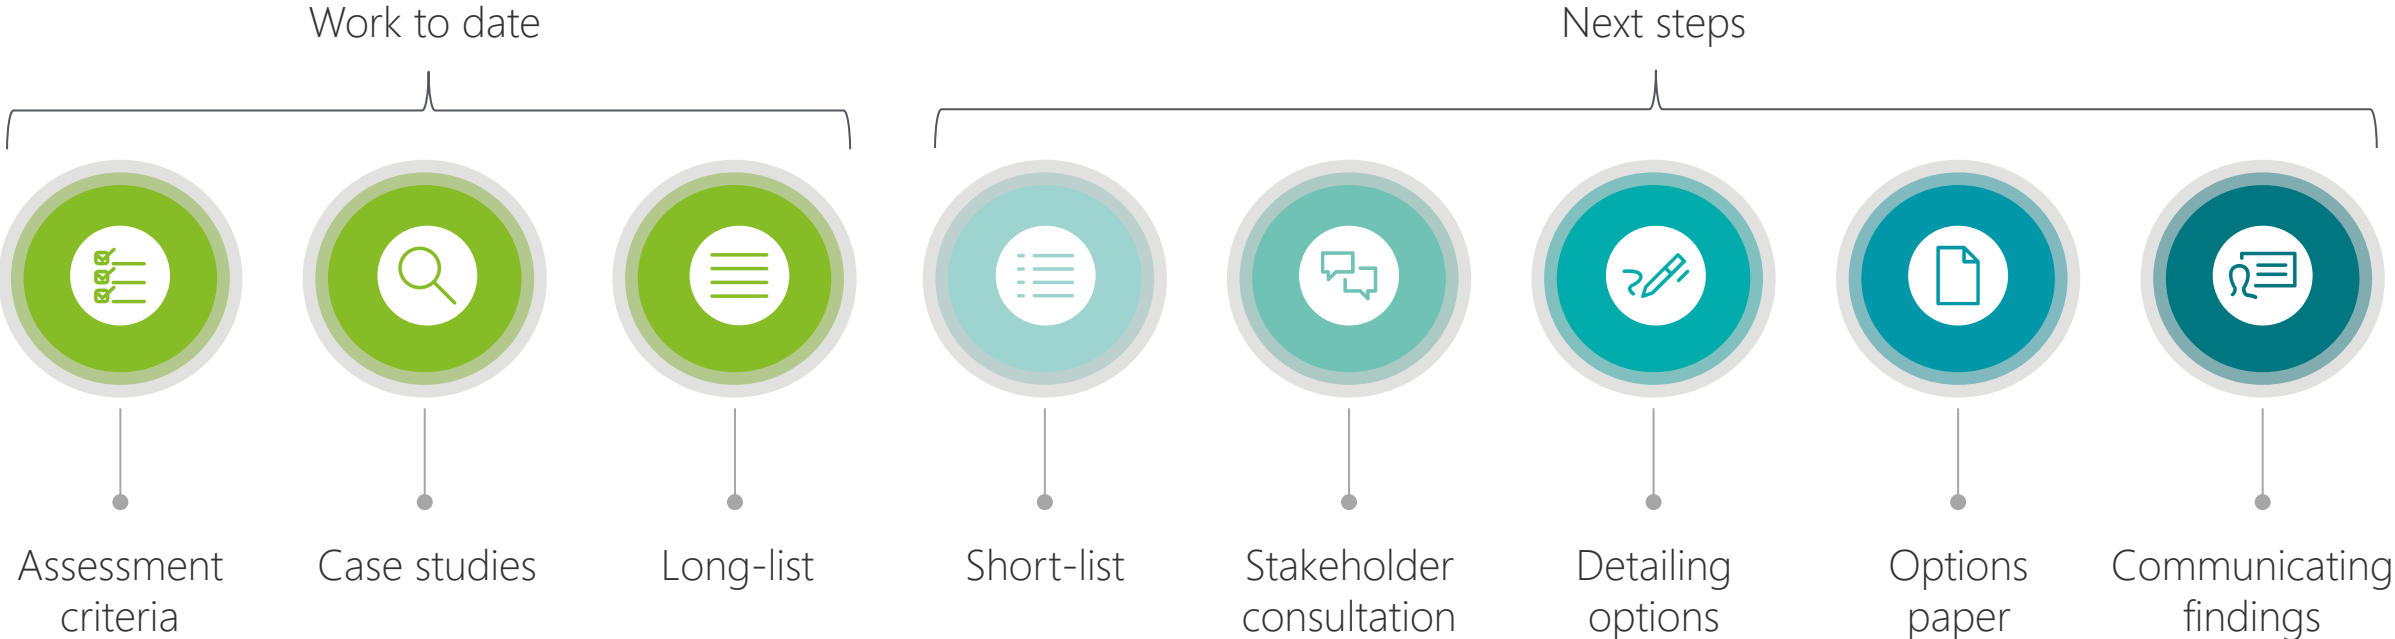 Work to date
Next steps
Assessment
criteria
Case studies
Long-list
Short-list
Stakeholder
consultation
Detailing
options
Options
paper
Communicating
findings